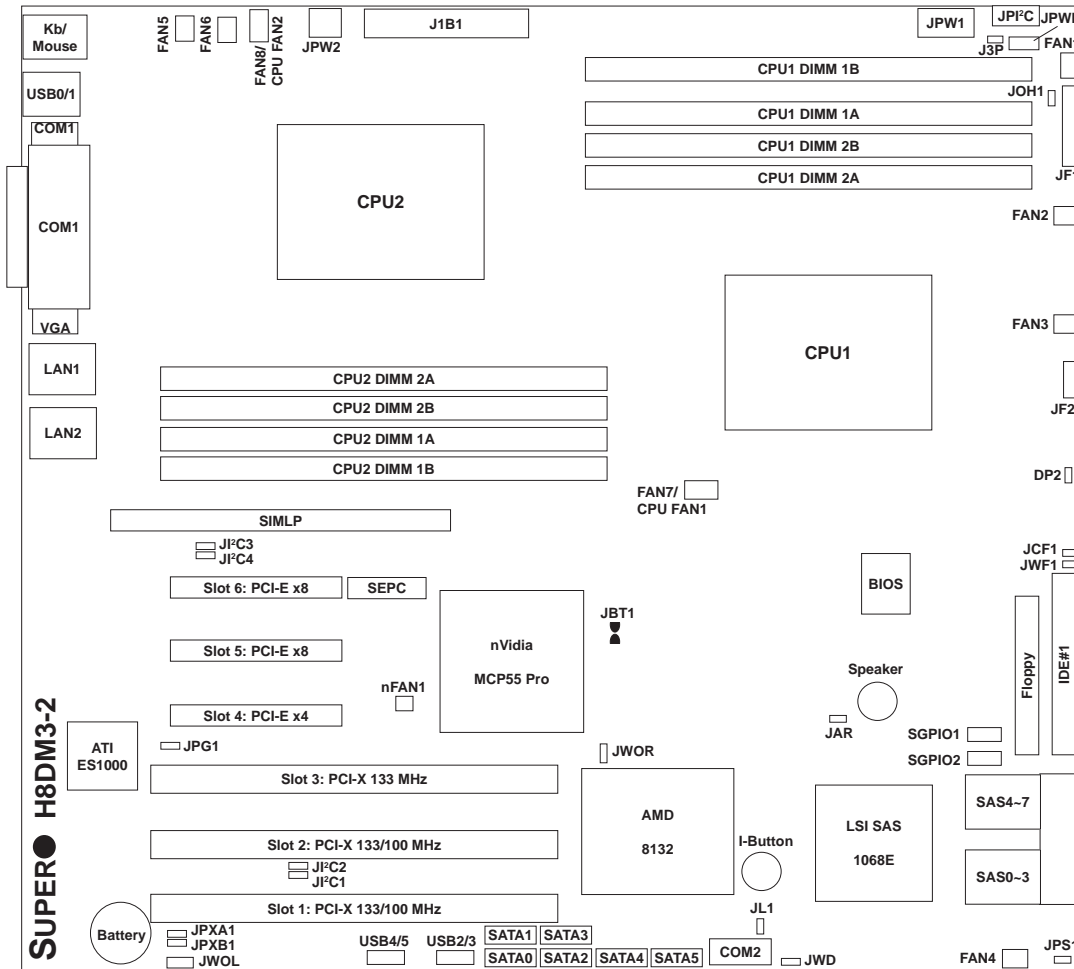 Kb/
Mouse
FAN5
FAN6
FAN8/
CPU FAN2
JPW2
J1B1
JPW1
JPI²C
JPWF
J3P
FAN1
USB0/1
CPU1 DIMM 1B
JOH1
COM1
CPU1 DIMM 1A
CPU1 DIMM 2B
CPU1 DIMM 2A
JF1
CPU2
COM1
FAN2
VGA
FAN3
CPU1
LAN1
CPU2 DIMM 2A
CPU2 DIMM 2B
JF2
LAN2
CPU2 DIMM 1A
CPU2 DIMM 1B
DP2
FAN7/
CPU FAN1
SIMLP
JI²C3
JI²C4
JCF1
JWF1
Slot 6: PCI-E x8
SEPC
BIOS
JBT1
nVidia
MCP55 Pro
Slot 5: PCI-E x8
Floppy
IDE#1
Speaker
nFAN1
Slot 4: PCI-E x4
ATI
ES1000
JPG1
JAR
SGPIO1
JWOR
SGPIO2
Slot 3: PCI-X 133 MHz
SUPER H8DM3-2
AMD
8132
LSI SAS
1068E
SAS4~7
Slot 2: PCI-X 133/100 MHz
I-Button
JI²C2
JI²C1
SAS0~3
Slot 1: PCI-X 133/100 MHz
JL1
Battery
JPXA1
JPXB1
JWOL
USB4/5
USB2/3
SATA1
SATA3
SATA0
SATA2
SATA4
SATA5
COM2
JWD
FAN4
JPS1